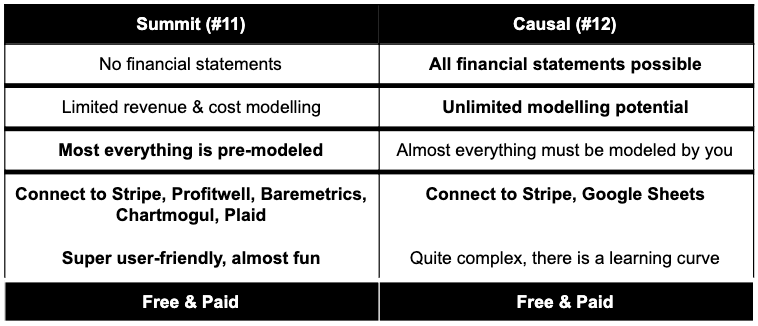 Summit (#11)
Causal (#12)
No financial statements
All financial statements possible
Limited revenue & cost modelling
Unlimited modelling potential
Most everything is pre-modeled
Almost everything must be modeled by you
Connect to Stripe, Profitwell, Baremetrics,
Chartmogul, Plaid
Connect to Stripe, Google Sheets
Super user-friendly, almost fun
Quite complex, there is a learning curve
Free & Paid
Free & Paid